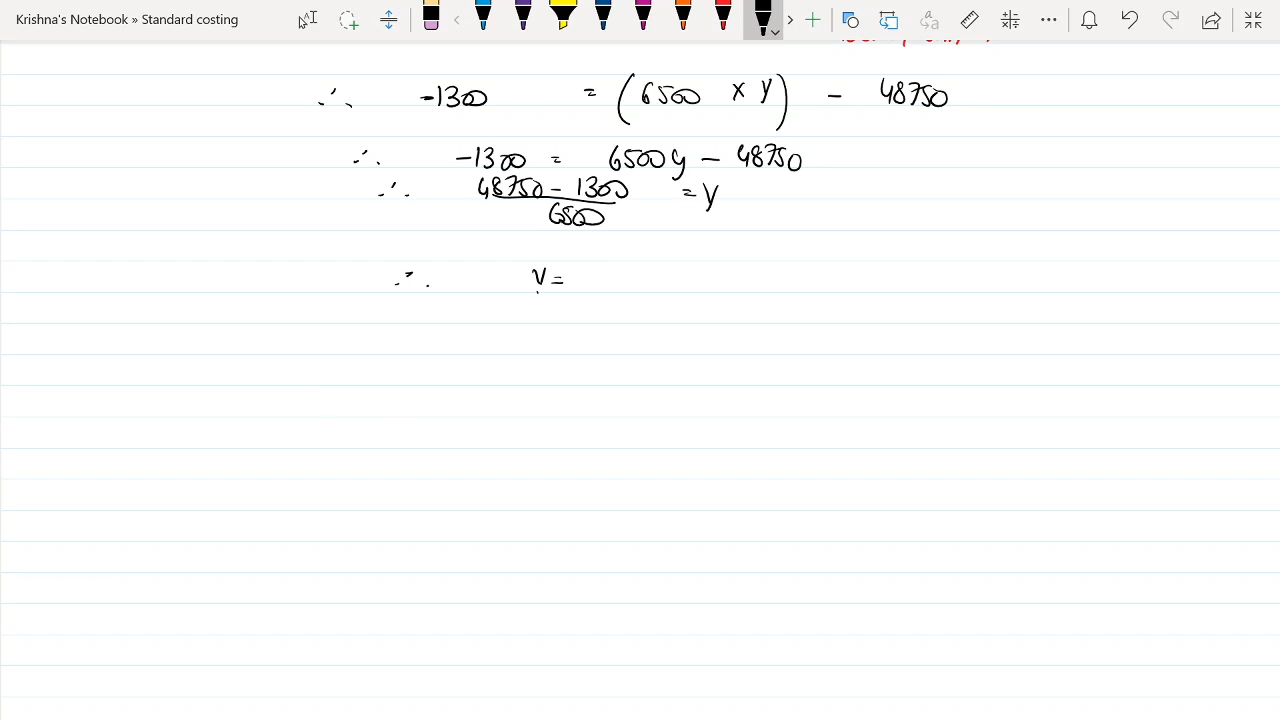 Krishna's Notebook » Standard costing
∴ -1300 = (6500 x y) - 48750
∴ -1300 = 6500y - 48750
∴ 48750 - 1300 = y
6500
∴ y =